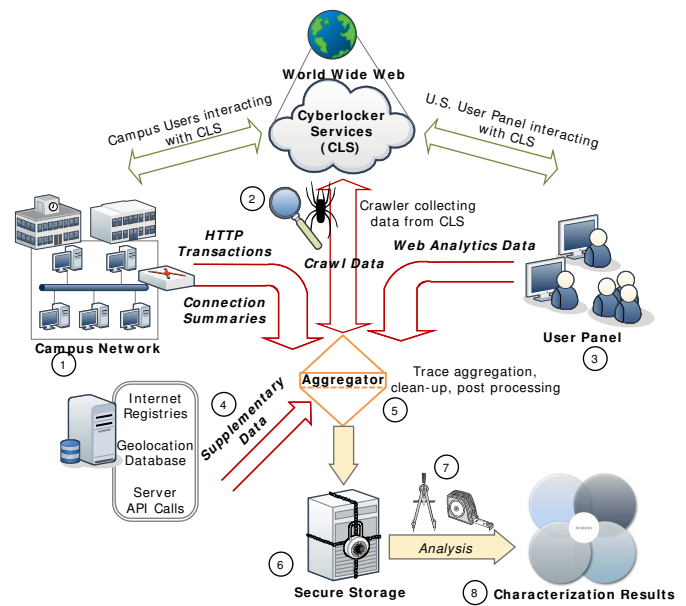 World Wide Web
Cyberlocker
Services
(CLS)
Campus Users interacting
with CLS
U.S. User Panel interacting
with CLS
2
Crawler collecting
data from CLS
HTTP
Transactions
Crawl Data
Web Analytics Data
Connection
Summaries
Campus Network
1
User Panel
3
Aggregator
Trace aggregation,
clean-up, post processing
5
Internet
Registries
Geolocation
Database
Server
API Calls
4
Supplementary
Data
7
Analysis
Analysis
6
Secure Storage
8
Characterization Results